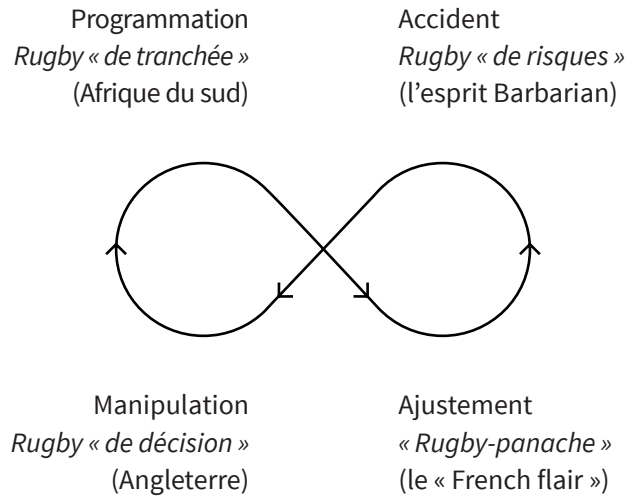 Programmation
Rugby « de tranchée »
(Afrique du sud)
Accident
Rugby « de risques »
(l’esprit Barbarian)
Manipulation
Rugby « de décision »
(Angleterre)
Ajustement
« Rugby-panache »
(le « French flair »)